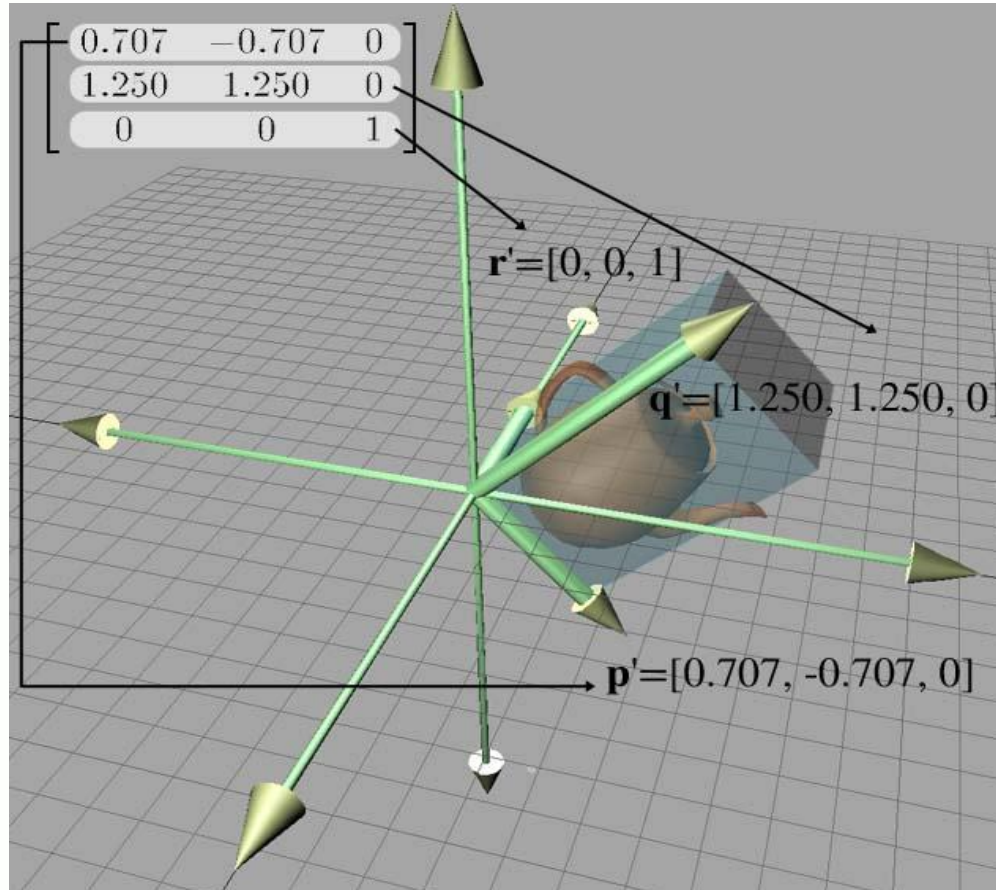 0.707 −0.707 0
1.250 1.250 0
0 0 1
r'=[0, 0, 1]
q'=[1.250, 1.250, 0]
p'=[0.707, -0.707, 0]